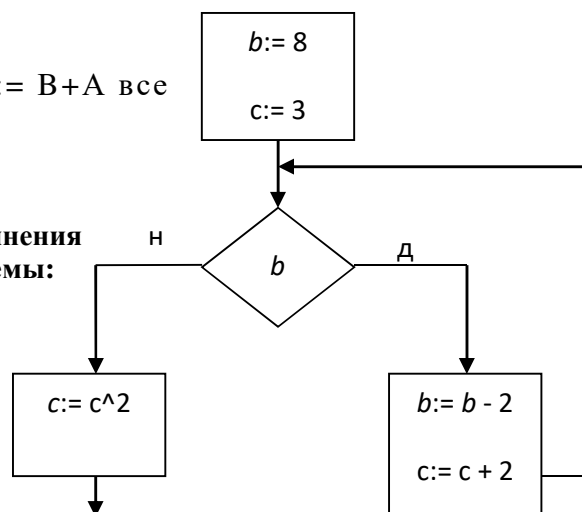 b:= 8
:= B+A все
c:= 3
нения н
емы:
b
д
c:= c^2
b:= b - 2
c:= c + 2